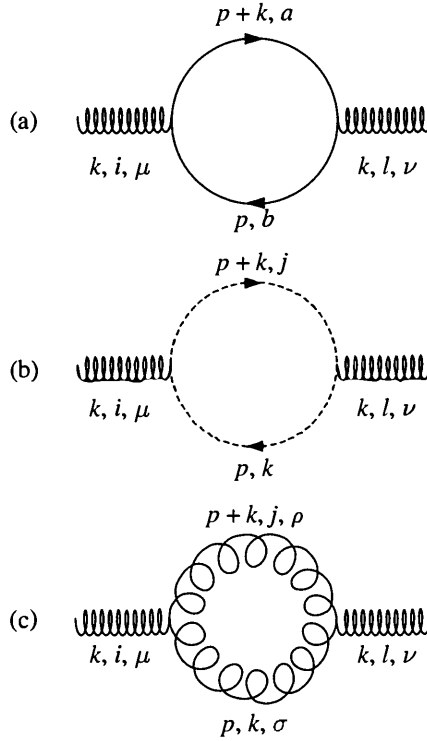 p + k, a
(a)
k, i, μ k, l, ν
p, b
p + k, j
(b)
k, i, μ k, l, ν
p, k
p + k, j, ρ
(c)
k, i, μ k, l, ν
p, k, σ